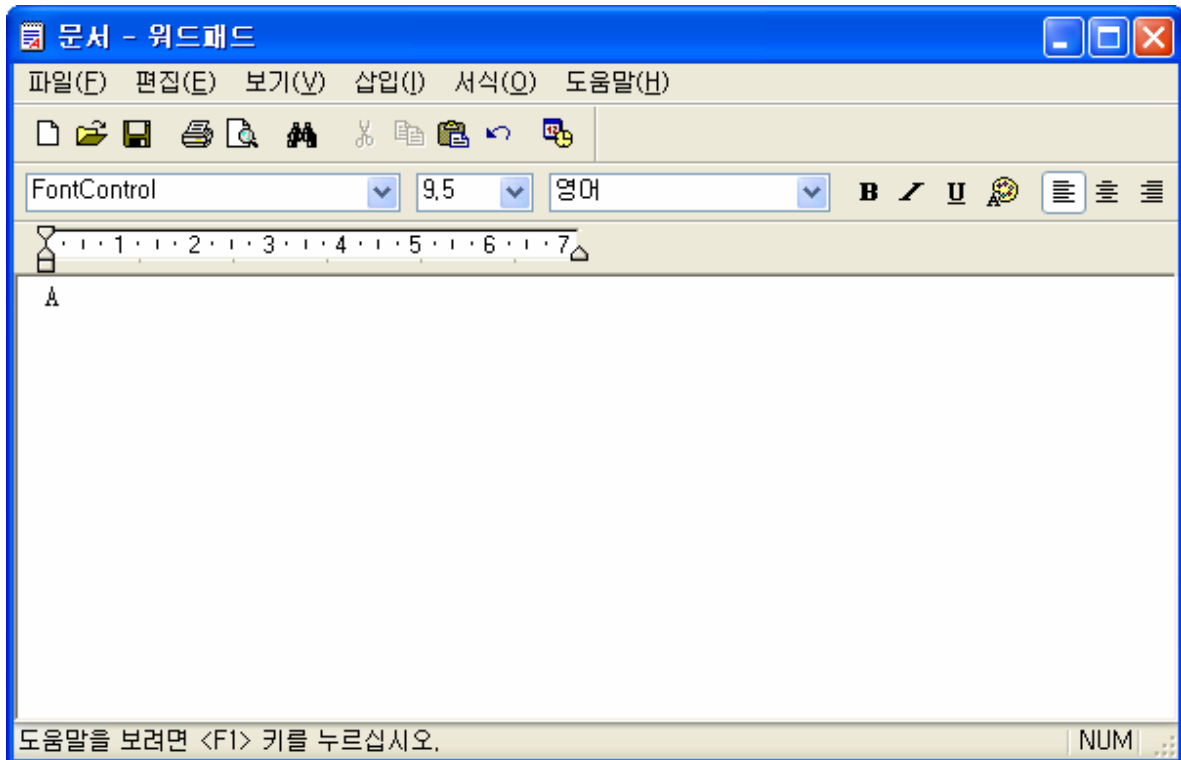 문서 - 워드패드
파일(F) 편집(E) 보기(V) 삽입(I) 서식(O) 도움말(H)
FontControl 9,5 영어 B / U
1 2 3 4 5 6 7
A
도움말을 보려면 <F1> 키를 누르십시오. NUM